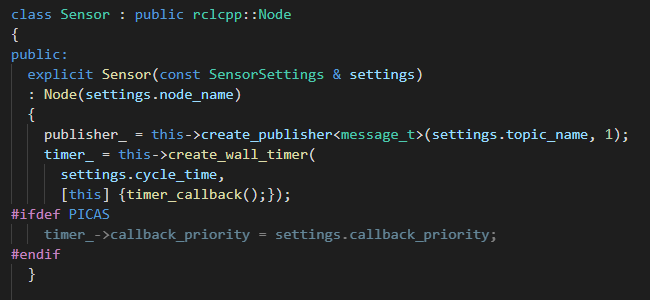 class Sensor : public rclcpp::Node
{
public:
  explicit Sensor(const SensorSettings & settings)
  : Node(settings.node_name)
  {
    publisher_ = this->create_publisher<message_t>(settings.topic_name, 1);
    timer_ = this->create_wall_timer(
      settings.cycle_time,
      [this] {timer_callback();});
#ifdef PICAS
    timer_->callback_priority = settings.callback_priority;
#endif
  }